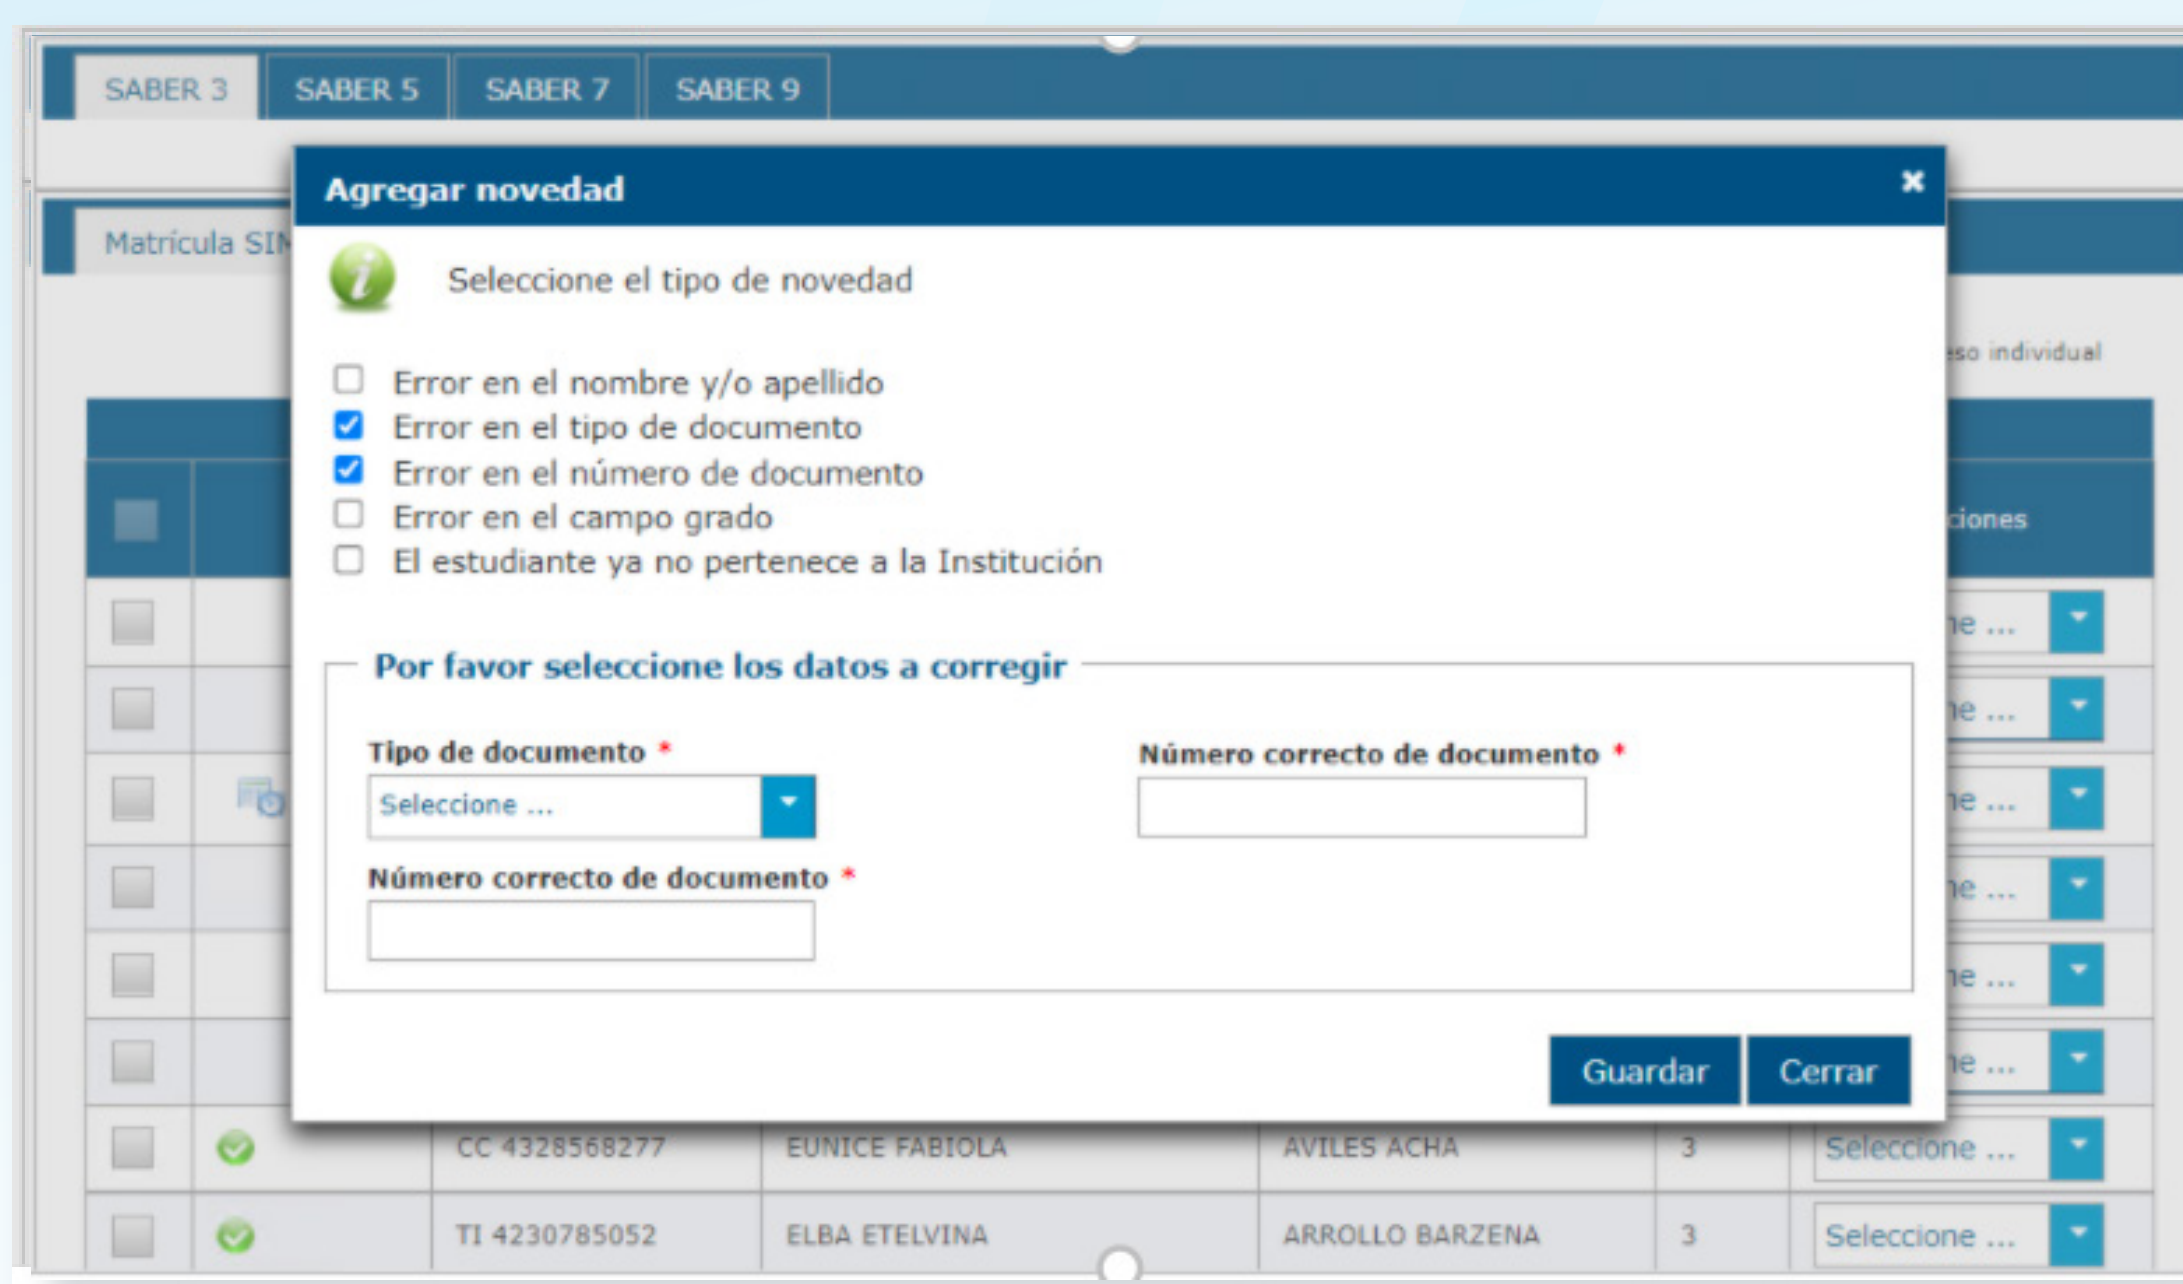 SABER 3 SABER 5 SABER 7 SABER 9
Agregar novedad
Matrícula
Seleccione el tipo de novedad
individual
Error en el nombre y/o apellido
Error en el tipo de documento
Error en el número de documento
Error en el campo grado
El estudiante ya no pertenece a la Institución
Por favor seleccione los datos a corregir
Tipo de documento *
Número correcto de documento *
Seleccione ...
Número correcto de documento *
Guardar Cerrar
CC 4328568277 EUNICE FABIOLA AVILES ACHA 3 Seleccione ...
TI 4230785052 ELBA ETELVINA ARROLLO BARZENA 3 Seleccione ...